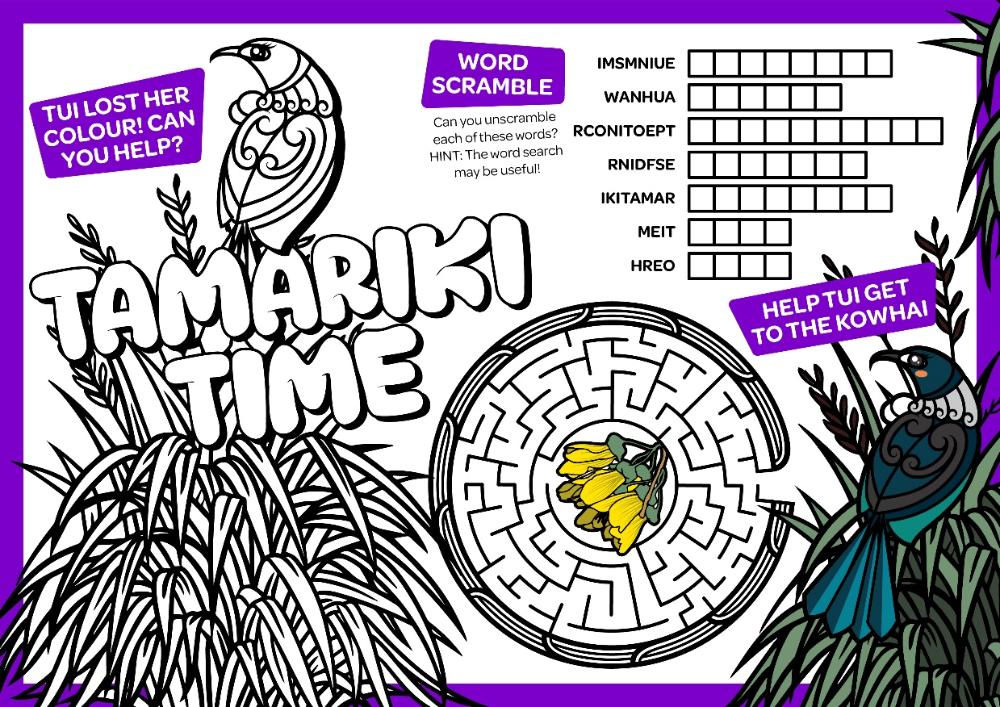 TUI LOST HER
COLOUR! CAN
YOU HELP?
WORD
SCRAMBLE
Can you unscramble
each of these words?
HINT: The word search
may be useful!
IMSMNIUE
WANHUA
RCONITOEPT
RNIDFSE
IKITAMAR
MEIT
HREO
TAMARIKI
TIME
HELP TUI GET
TO THE KOWHAI